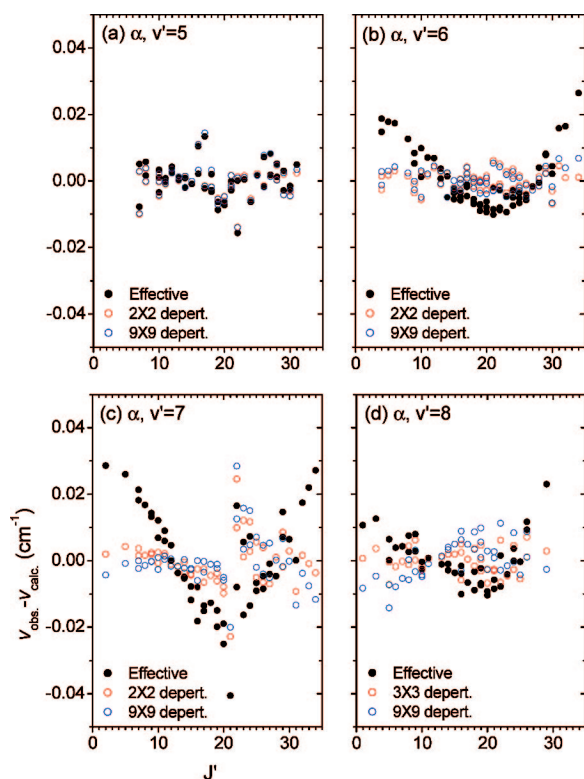 (a) α, v'=5
(b) α, v'=6
0.04
0.02
0.00
-0.02
-0.04
Effective
2X2 depert.
9X9 depert.
Effective
2X2 depert.
9X9 depert.
0 10 20 30
0 10 20 30
(c) α, v'=7
(d) α, v'=8
0.04
0.02
0.00
-0.02
-0.04
Effective
2X2 depert.
9X9 depert.
Effective
3X3 depert.
9X9 depert.
0 10 20 30
0 10 20 30
νobs.-νcalc. (cm-1)
J'